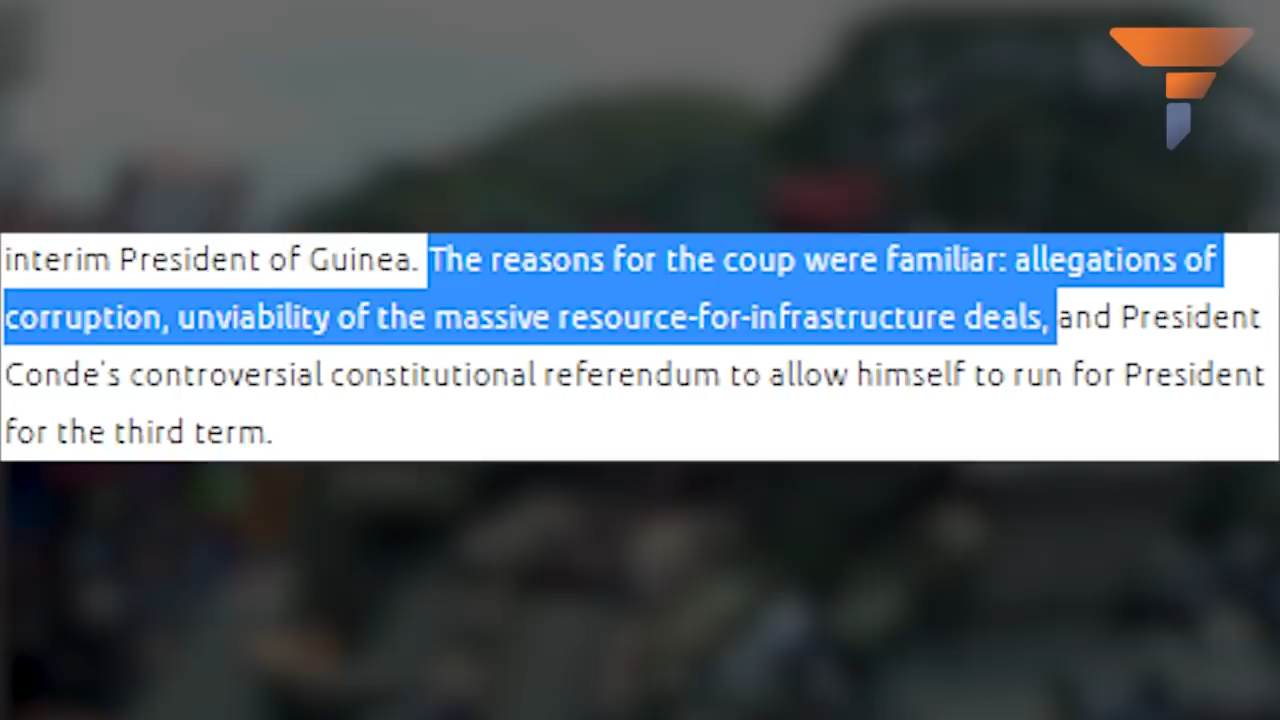 interim President of Guinea. The reasons for the coup were familiar: allegations of
corruption, unviability of the massive resource-for-infrastructure deals, and President
Conde's controversial constitutional referendum to allow himself to run for President
for the third term.